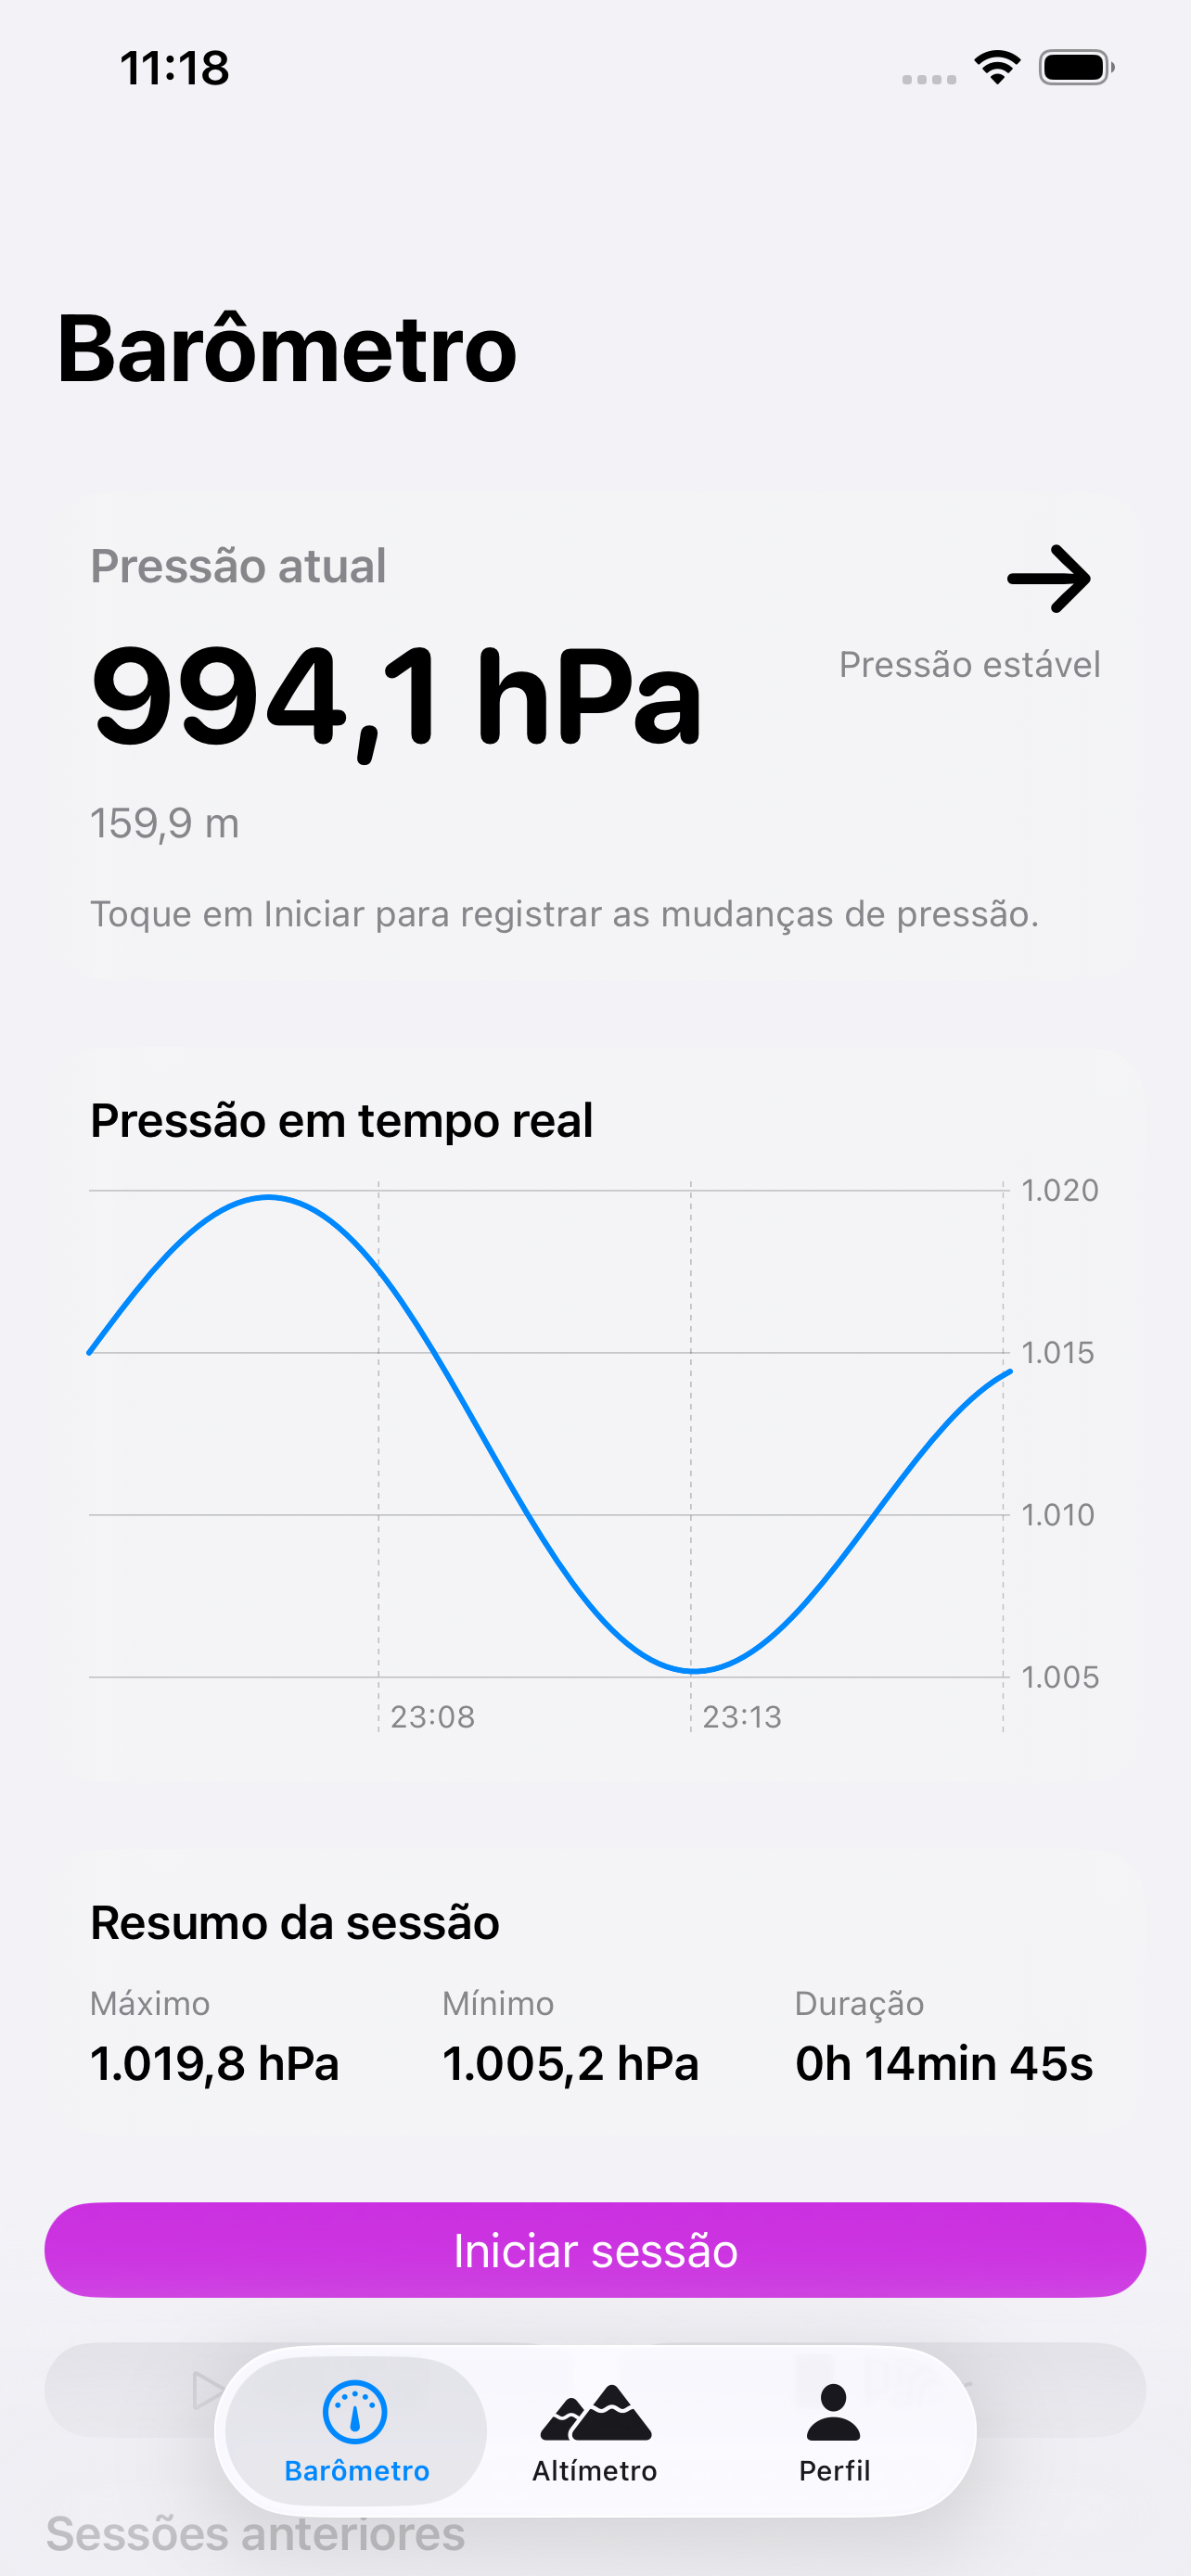 11:18
Barômetro
Pressão atual
994,1 hPa
Pressão estável
159,9 m
Toque em Iniciar para registrar as mudanças de pressão.
Pressão em tempo real
1.020
1.015
1.010
1.005
23:08
23:13
Resumo da sessão
Máximo
Mínimo
Duração
1.019,8 hPa
1.005,2 hPa
0h 14min 45s
Iniciar sessão
Barômetro
Altímetro
Perfil
Sessões anteriores